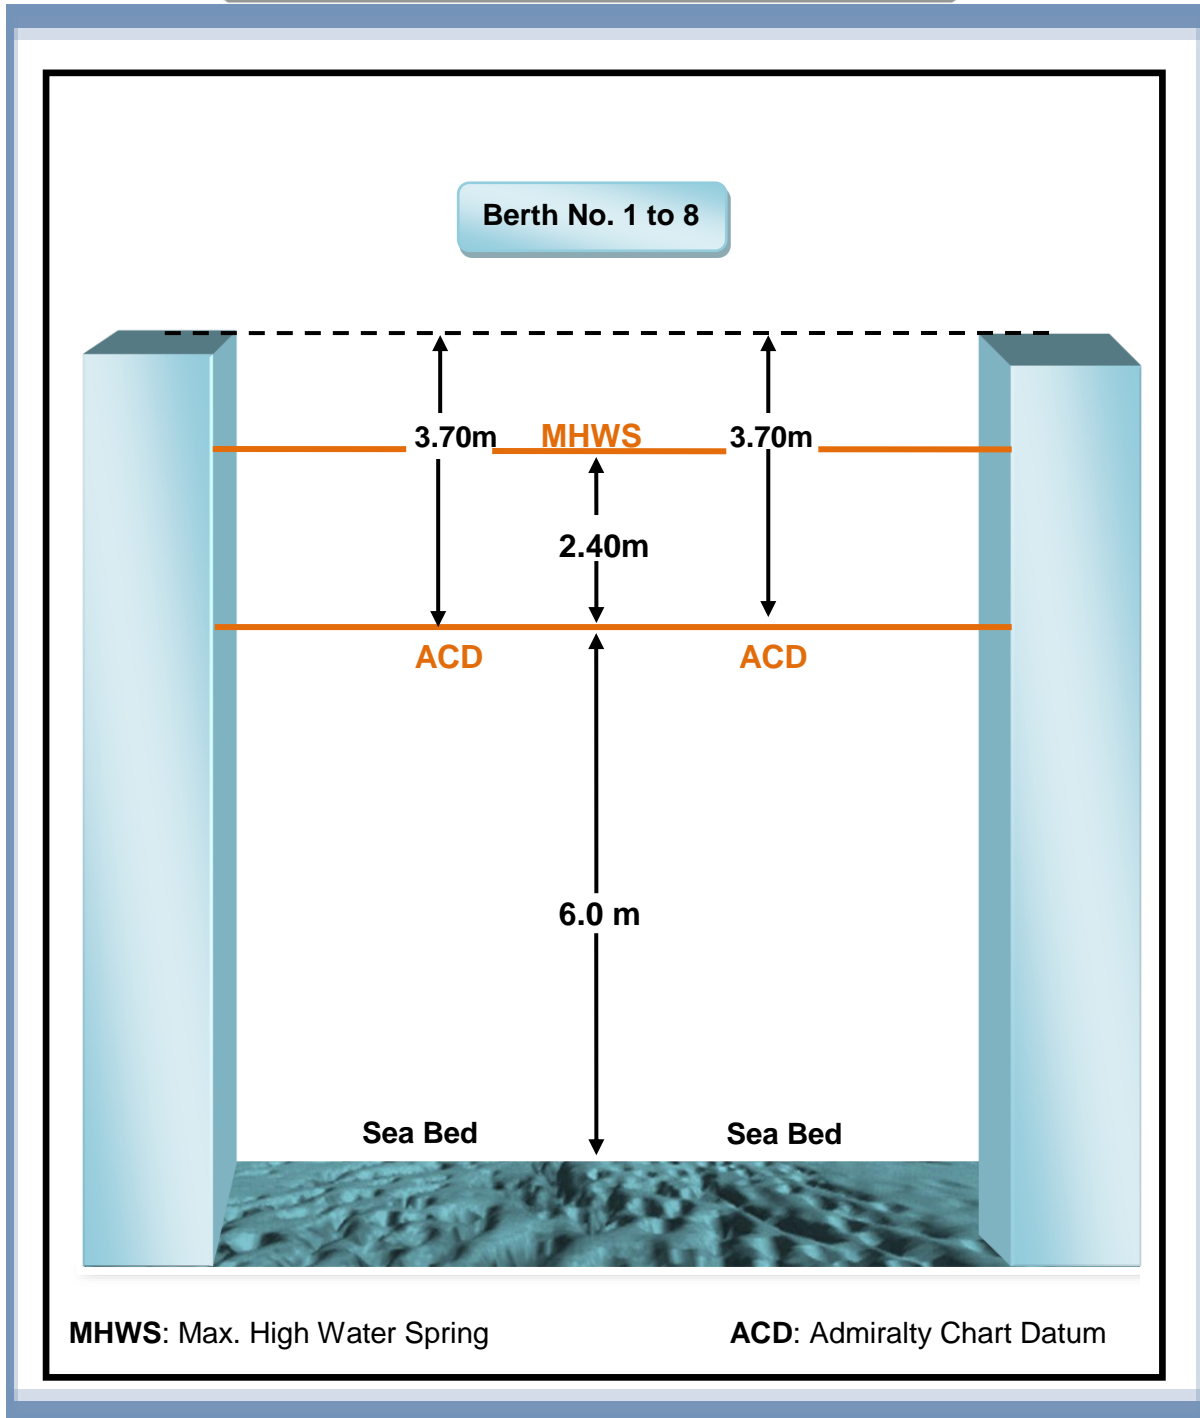 Berth No. 1 to 8
3.70m MHWS 3.70m
2.40m
ACD ACD
6.0 m
Sea Bed Sea Bed
MHWS: Max. High Water Spring ACD: Admiralty Chart Datum